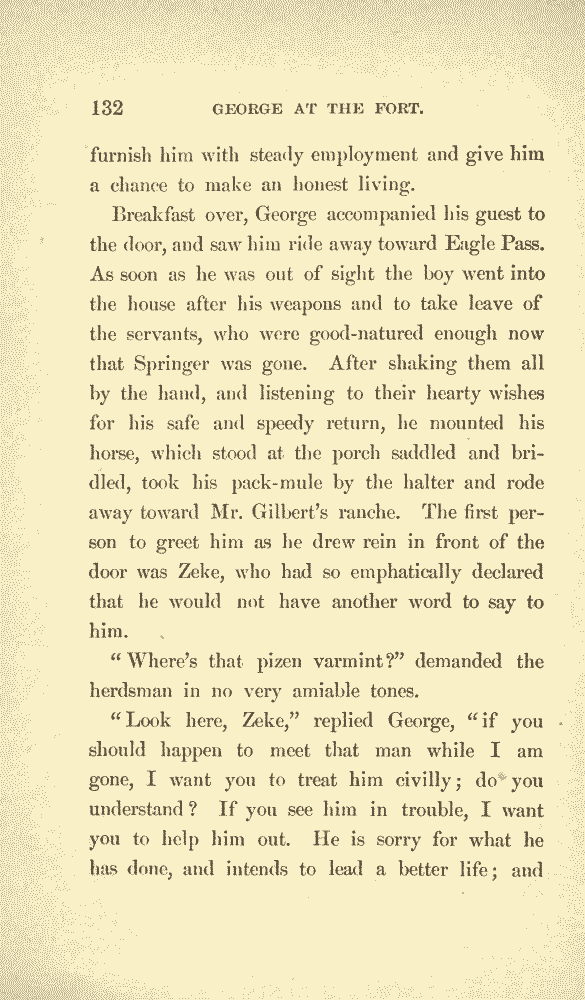 132 GEORGE AT THE FORT.
furnish him with steady employment and give him
a chance to make an honest living.
Breakfast over, George accompanied his guest to
the door, and saw him ride away toward Eagle Pass.
As soon as he was out of sight the boy went into
the house after his weapons and to take leave of
the servants, who were good-natured enough now
that Springer was gone. After shaking them all
by the hand, and listening to their hearty wishes
for his safe and speedy return, he mounted his
horse, which stood at the porch saddled and bri-
dled, took his pack-mule by the halter and rode
away toward Mr. Gilbert's ranche. The first per-
son to greet him as he drew rein in front of the
door was Zeke, who had so emphatically declared
that he would not have another word to say to
him.
"Where's that pizen varmint?" demanded the
herdsman in no very amiable tones.
"Look here, Zeke," replied George, "if you
should happen to meet that man while I am
gone, I want you to treat him civilly; do you
understand? If you see him in trouble, I want
you to help him out. He is sorry for what he
has done, and intends to lead a better life; and